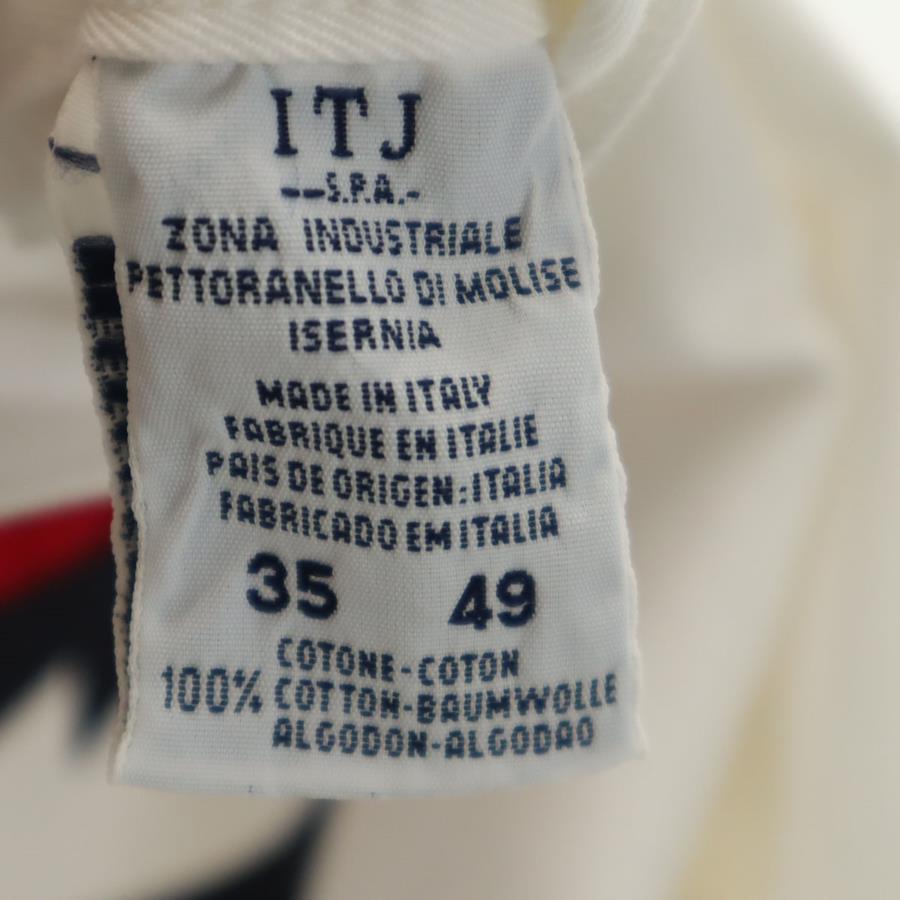 ITJ
--S.P.A.-
ZONA INDUSTRIALE
PETTORANELLO DI MOLISE
ISERNIA
MADE IN ITALY
FABRIQUE EN ITALIE
PAIS DE ORIGEN:ITALIA
FABRICADO EM ITALIA
35 49
COTONE-COTON
100% COTTON-BAUMWOLLE
ALGODON-ALGODAO